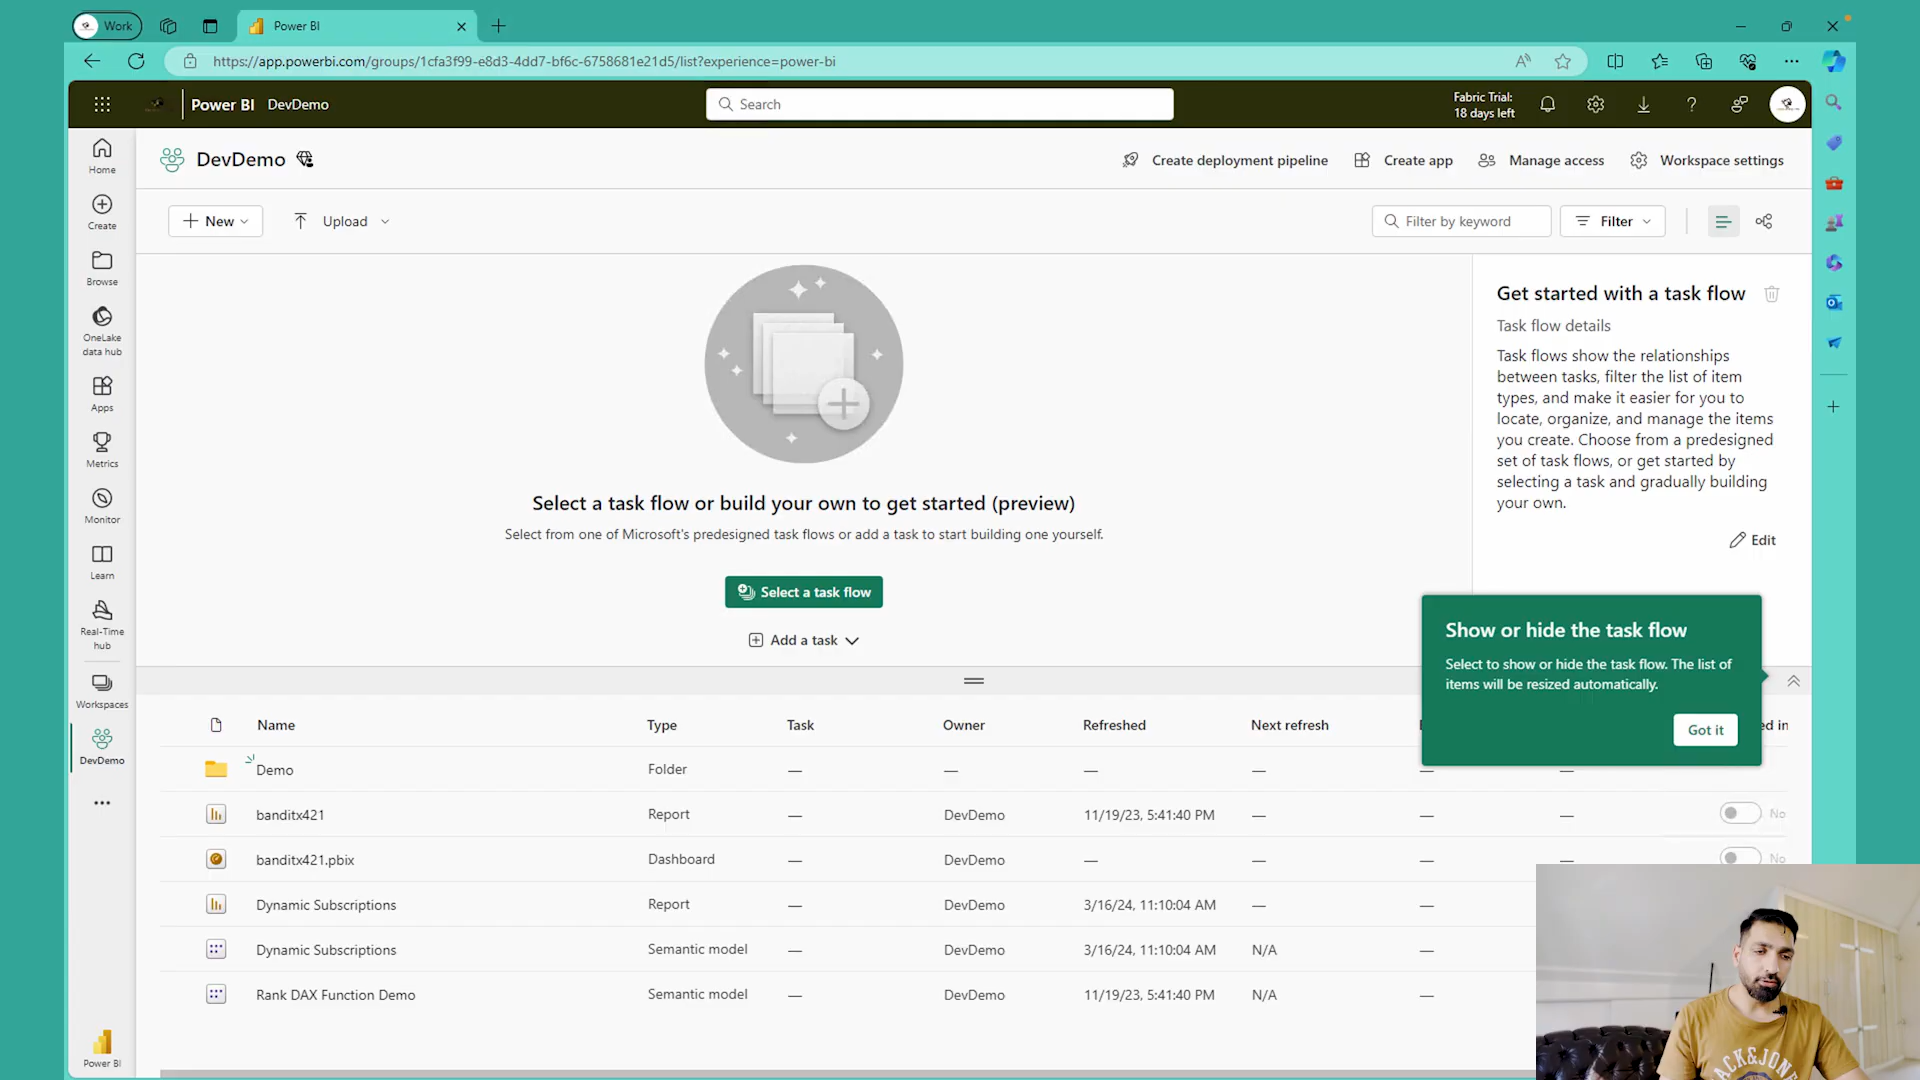 Work
Power BI
https://app.powerbi.com/groups/1cfa3f99-e8d3-4dd7-bf6c-6758681e21d5/list?experience=power-bi
Power BI DevDemo
Search
Fabric Trial:
18 days left
Home
Create
Browse
OneLake
data hub
Apps
Metrics
Monitor
Learn
Real-Time
hub
Workspaces
DevDemo
Power BI
DevDemo
Create deployment pipeline
Create app
Manage access
Workspace settings
New
Upload
Filter by keyword
Filter
Select a task flow or build your own to get started (preview)
Select from one of Microsoft's predesigned task flows or add a task to start building one yourself.
Select a task flow
Add a task
Get started with a task flow
Task flow details
Task flows show the relationships
between tasks, filter the list of item
types, and make it easier for you to
locate, organize, and manage the items
you create. Choose from a predesigned
set of task flows, or get started by
selecting a task and gradually building
your own.
Edit
Show or hide the task flow
Select to show or hide the task flow. The list of
items will be resized automatically.
Got it
Name Type Task Owner Refreshed Next refresh
Demo Folder — — — — — —
banditx421 Report — DevDemo 11/19/23, 5:41:40 PM — — — No
banditx421.pbix Dashboard — DevDemo — — — — No
Dynamic Subscriptions Report — DevDemo 3/16/24, 11:10:04 AM — —
Dynamic Subscriptions Semantic model — DevDemo 3/16/24, 11:10:04 AM N/A —
Rank DAX Function Demo Semantic model — DevDemo 11/19/23, 5:41:40 PM N/A —